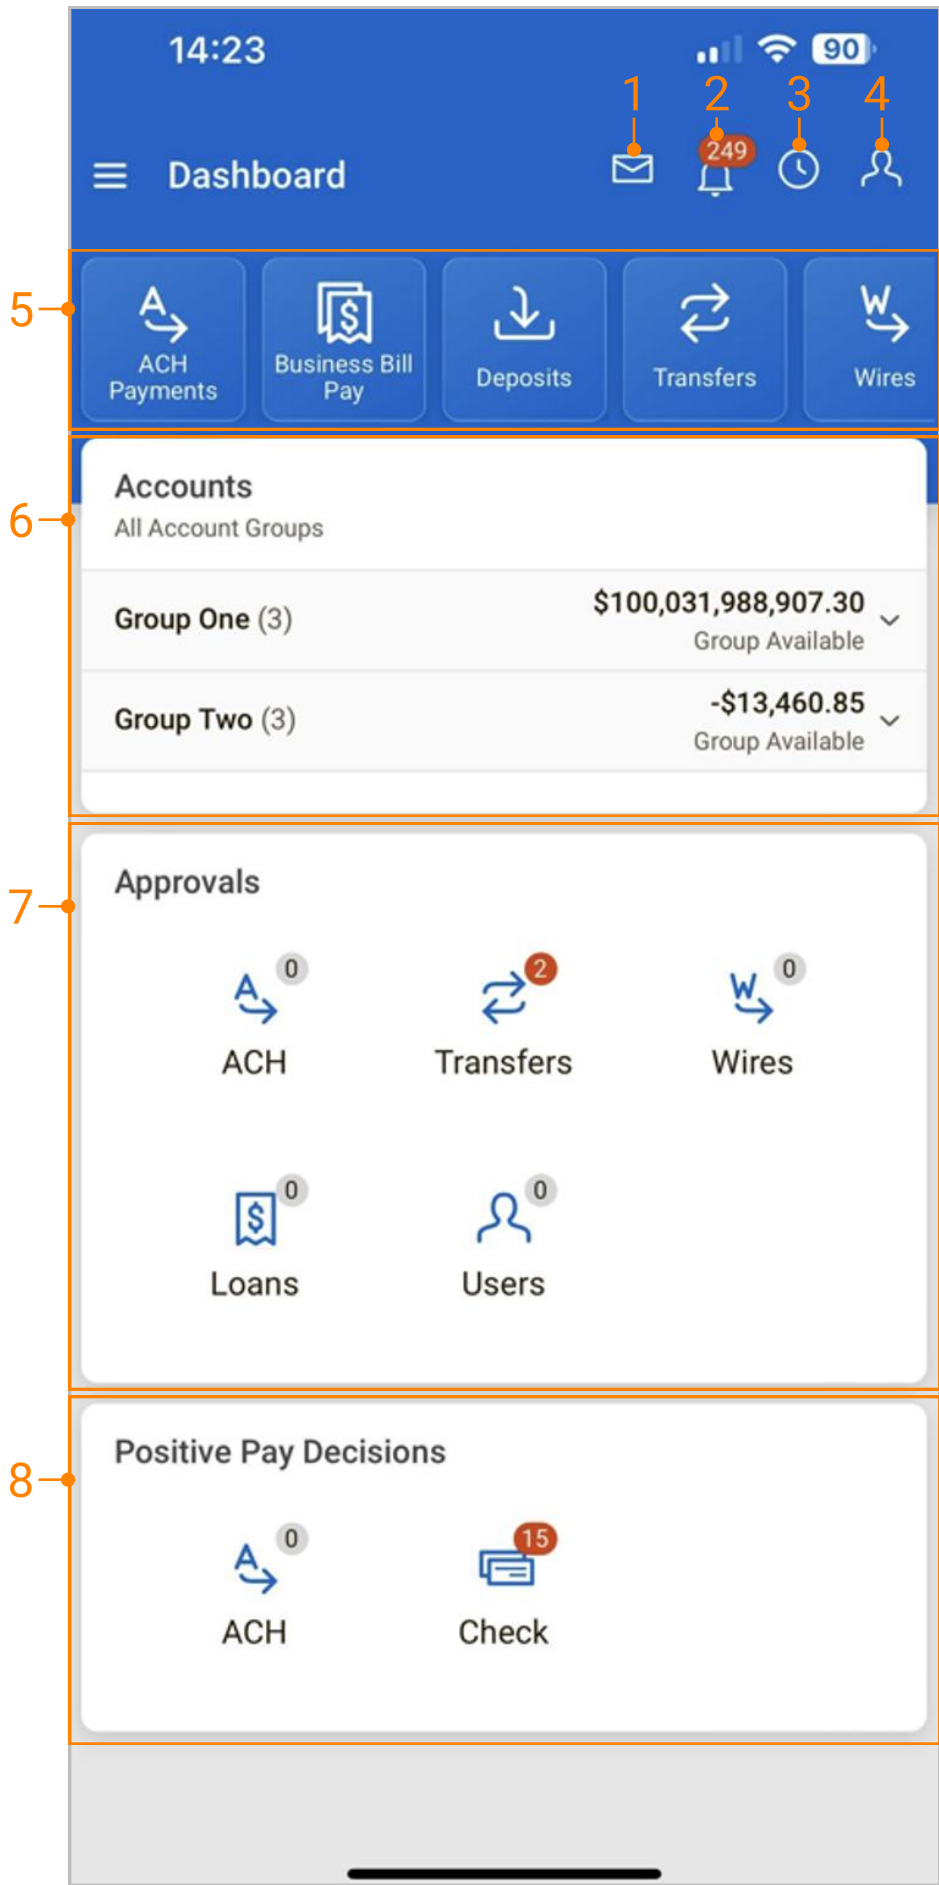 14:23 90
1 2 3 4
249
Dashboard
5
ACH Payments
Business Bill Pay
Deposits
Transfers
Wires
6
Accounts
All Account Groups
Group One (3) $100,031,988,907.30
Group Available
Group Two (3) -$13,460.85
Group Available
7
Approvals
0 2 0
ACH Transfers Wires
0 0
Loans Users
8
Positive Pay Decisions
0 15
ACH Check